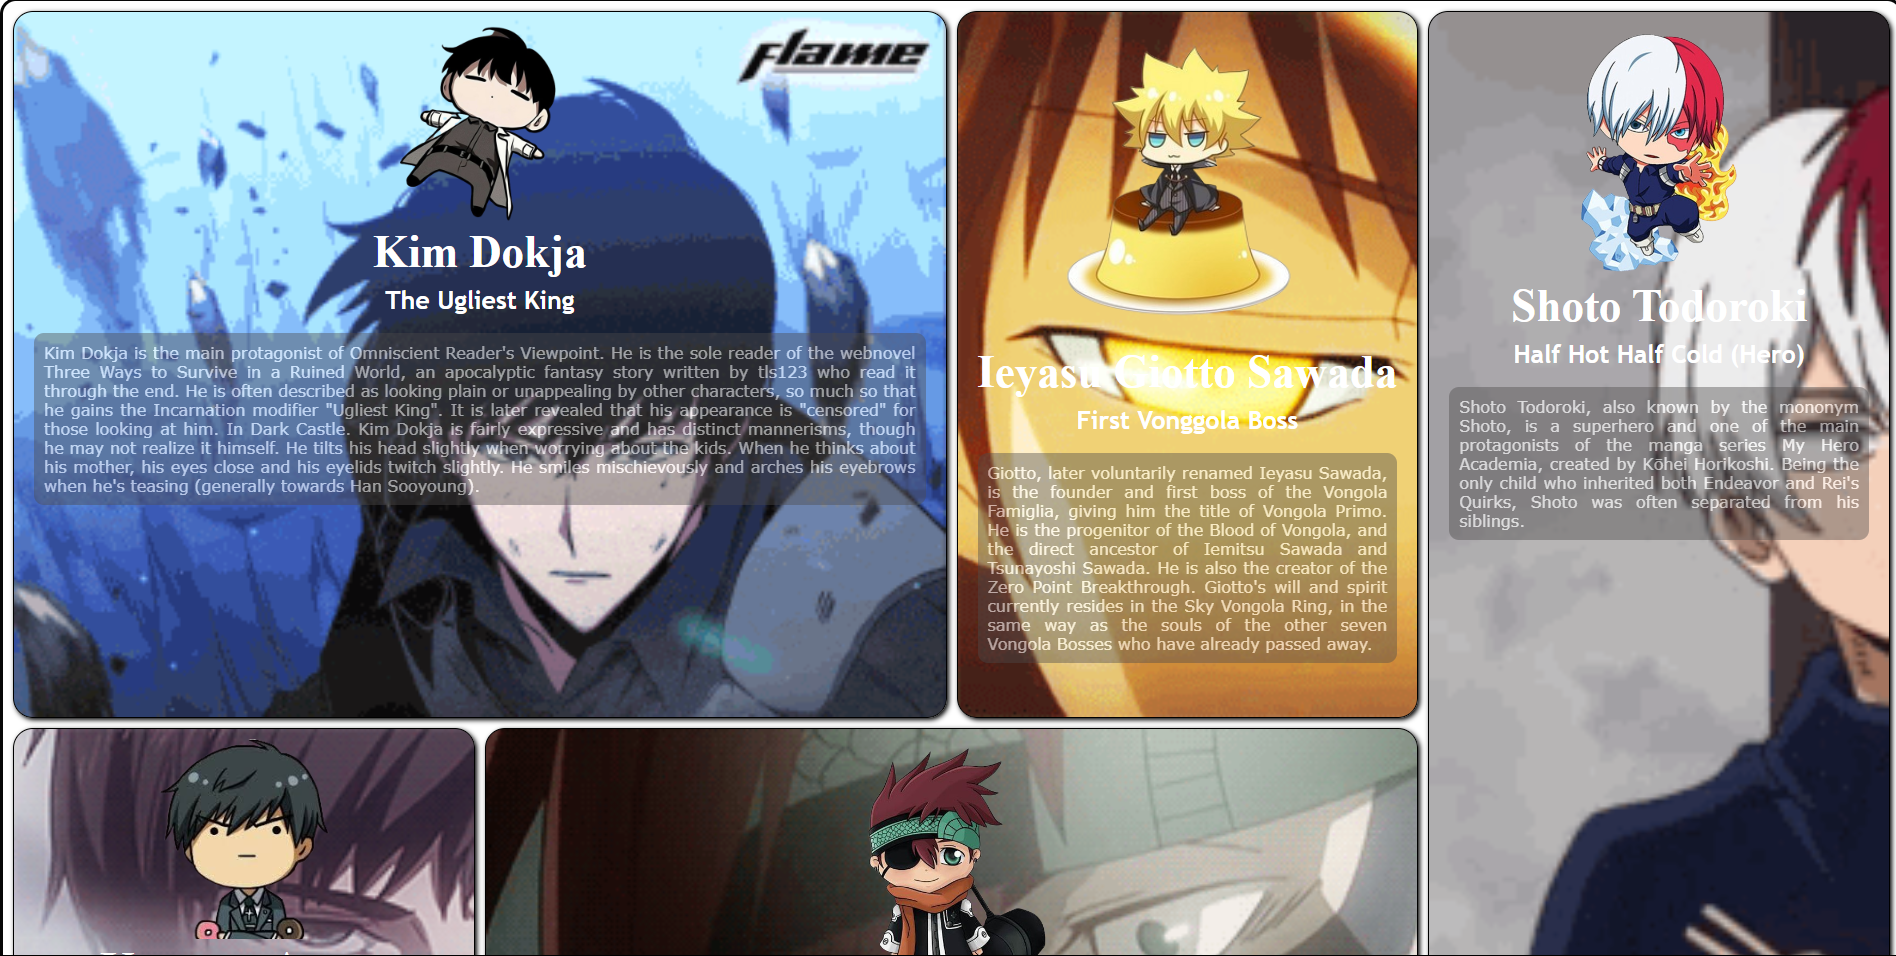 flame
Kim Dokja
The Ugliest King
Kim Dokja is the main protagonist of Omniscient Reader's Viewpoint. He is the sole reader of the webnovel
Three Ways to Survive in a Ruined World, an apocalyptic fantasy story written by tls123 who read it
through the end. He is often described as looking plain or unappealing by other characters, so much so that
he gains the Incarnation modifier "Ugliest King". It is later revealed that his appearance is "censored" for
those looking at him. In Dark Castle. Kim Dokja is fairly expressive and has distinct mannerisms, though
he may not realize it himself. He tilts his head slightly when worrying about the kids. When he thinks about
his mother, his eyes close and his eyelids twitch slightly. He smiles mischievously and arches his eyebrows
when he's teasing (generally towards Han Sooyoung).
Ieyasu Giotto Sawada
First Vonggola Boss
Giotto, later voluntarily renamed Ieyasu Sawada,
is the founder and first boss of the Vongola
Famiglia, giving him the title of Vongola Primo.
He is the progenitor of the Blood of Vongola, and
the direct ancestor of Iemitsu Sawada and
Tsunayoshi Sawada. He is also the creator of the
Zero Point Breakthrough. Giotto's will and spirit
currently resides in the Sky Vongola Ring, in the
same way as the souls of the other seven
Vongola Bosses who have already passed away.
Shoto Todoroki
Half Hot Half Cold (Hero)
Shoto Todoroki, also known by the mononym
Shoto, is a superhero and one of the main
protagonists of the manga series My Hero
Academia, created by Kōhei Horikoshi. Being the
only child who inherited both Endeavor and Rei's
Quirks, Shoto was often separated from his
siblings.